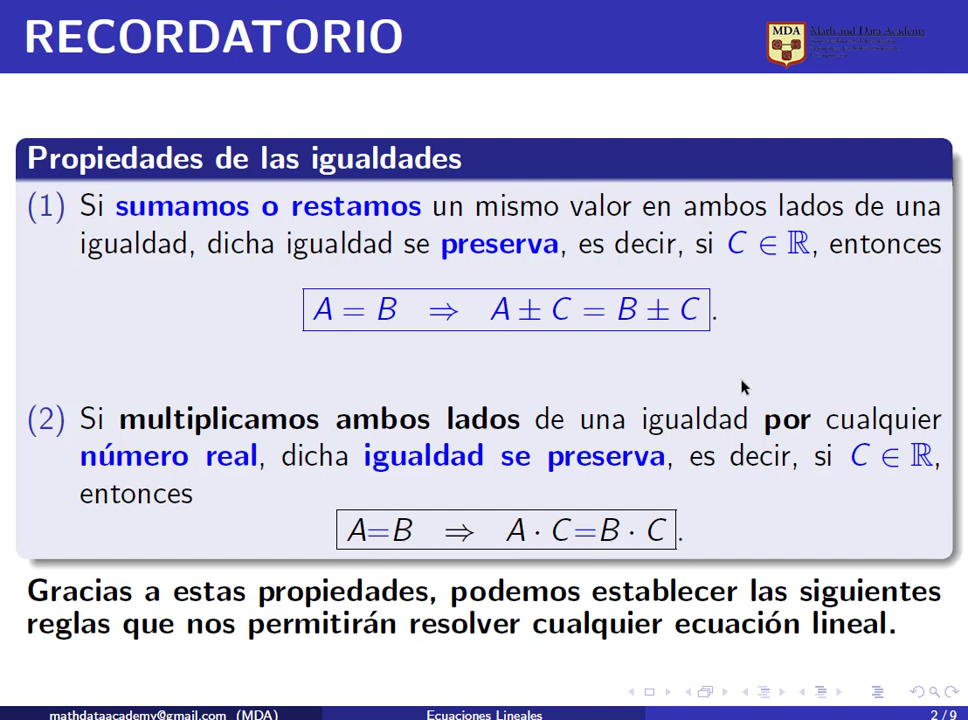 RECORDATORIO
MDA
Math and Data Academy
Propiedades de las igualdades
(1) Si sumamos o restamos un mismo valor en ambos lados de una
igualdad, dicha igualdad se preserva, es decir, si C ∈ ℝ, entonces
A = B ⇒ A ± C = B ± C.
(2) Si multiplicamos ambos lados de una igualdad por cualquier
número real, dicha igualdad se preserva, es decir, si C ∈ ℝ,
entonces
A=B ⇒ A · C=B · C.
Gracias a estas propiedades, podemos establecer las siguientes
reglas que nos permitirán resolver cualquier ecuación lineal.
mathdataacademy@gmail.com (MDA) Ecuaciones Lineales 2 / 9